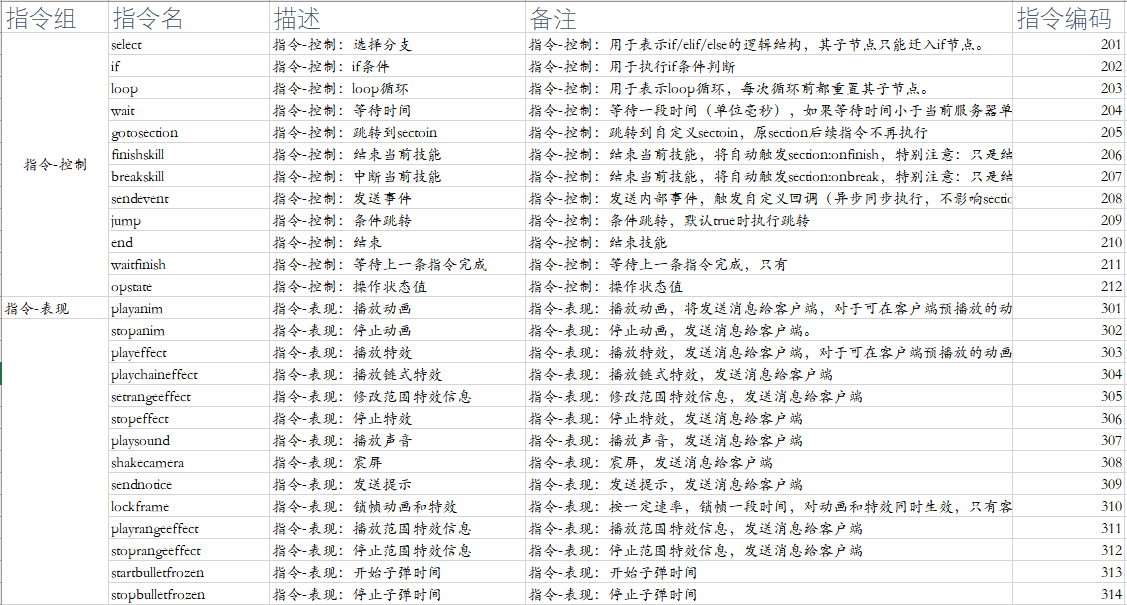 指令组 指令名 描述 备注 指令编码
select 指令-控制：选择分支 指令-控制：用于表示if/elif/else的逻辑结构，其子节点只能迁入if节点。 201
if 指令-控制：if条件 指令-控制：用于执行if条件判断 202
loop 指令-控制：loop循环 指令-控制：用于表示loop循环，每次循环前都重置其子节点。 203
wait 指令-控制：等待时间 指令-控制：等待一段时间（单位毫秒），如果等待时间小于当前服务器单 204
gotosection 指令-控制：跳转到sectoin 指令-控制：跳转到自定义sectoin，原section后续指令不再执行 205
指令-控制 finishskill 指令-控制：结束当前技能 指令-控制：结束当前技能，将自动触发section:onfinish，特别注意：只是结 206
breakskill 指令-控制：中断当前技能 指令-控制：结束当前技能，将自动触发section:onbreak，特别注意：只是结 207
sendevent 指令-控制：发送事件 指令-控制：发送内部事件，触发自定义回调（异步同步执行，不影响sectio 208
jump 指令-控制：条件跳转 指令-控制：条件跳转，默认true时执行跳转 209
end 指令-控制：结束 指令-控制：结束技能 210
waitfinish 指令-控制：等待上一条指令完成 指令-控制：等待上一条指令完成，只有 211
opstate 指令-控制：操作状态值 指令-控制：操作状态值 212
指令-表现 playanim 指令-表现：播放动画 指令-表现：播放动画，将发送消息给客户端，对于可在客户端预播放的动 301
stopanim 指令-表现：停止动画 指令-表现：停止动画，发送消息给客户端。 302
playeffect 指令-表现：播放特效 指令-表现：播放特效，发送消息给客户端，对于可在客户端预播放的动画 303
playchaineffect 指令-表现：播放链式特效 指令-表现：播放链式特效，发送消息给客户端 304
setrangeeffect 指令-表现：修改范围特效信息 指令-表现：修改范围特效信息，发送消息给客户端 305
stopeffect 指令-表现：停止特效 指令-表现：停止特效，发送消息给客户端 306
playsound 指令-表现：播放声音 指令-表现：播放声音，发送消息给客户端 307
shakecamera 指令-表现：震屏 指令-表现：震屏，发送消息给客户端 308
sendnotice 指令-表现：发送提示 指令-表现：发送提示，发送消息给客户端 309
lockframe 指令-表现：锁帧动画和特效 指令-表现：按一定速率，锁帧一段时间，对动画和特效同时生效，只有客 310
playrangeeffect 指令-表现：播放范围特效信息 指令-表现：播放范围特效信息，发送消息给客户端 311
stoprangeeffect 指令-表现：停止范围特效信息 指令-表现：停止范围特效信息，发送消息给客户端 312
startbulletfrozen 指令-表现：开始子弹时间 指令-表现：开始子弹时间 313
stopbulletfrozen 指令-表现：停止子弹时间 指令-表现：停止子弹时间 314